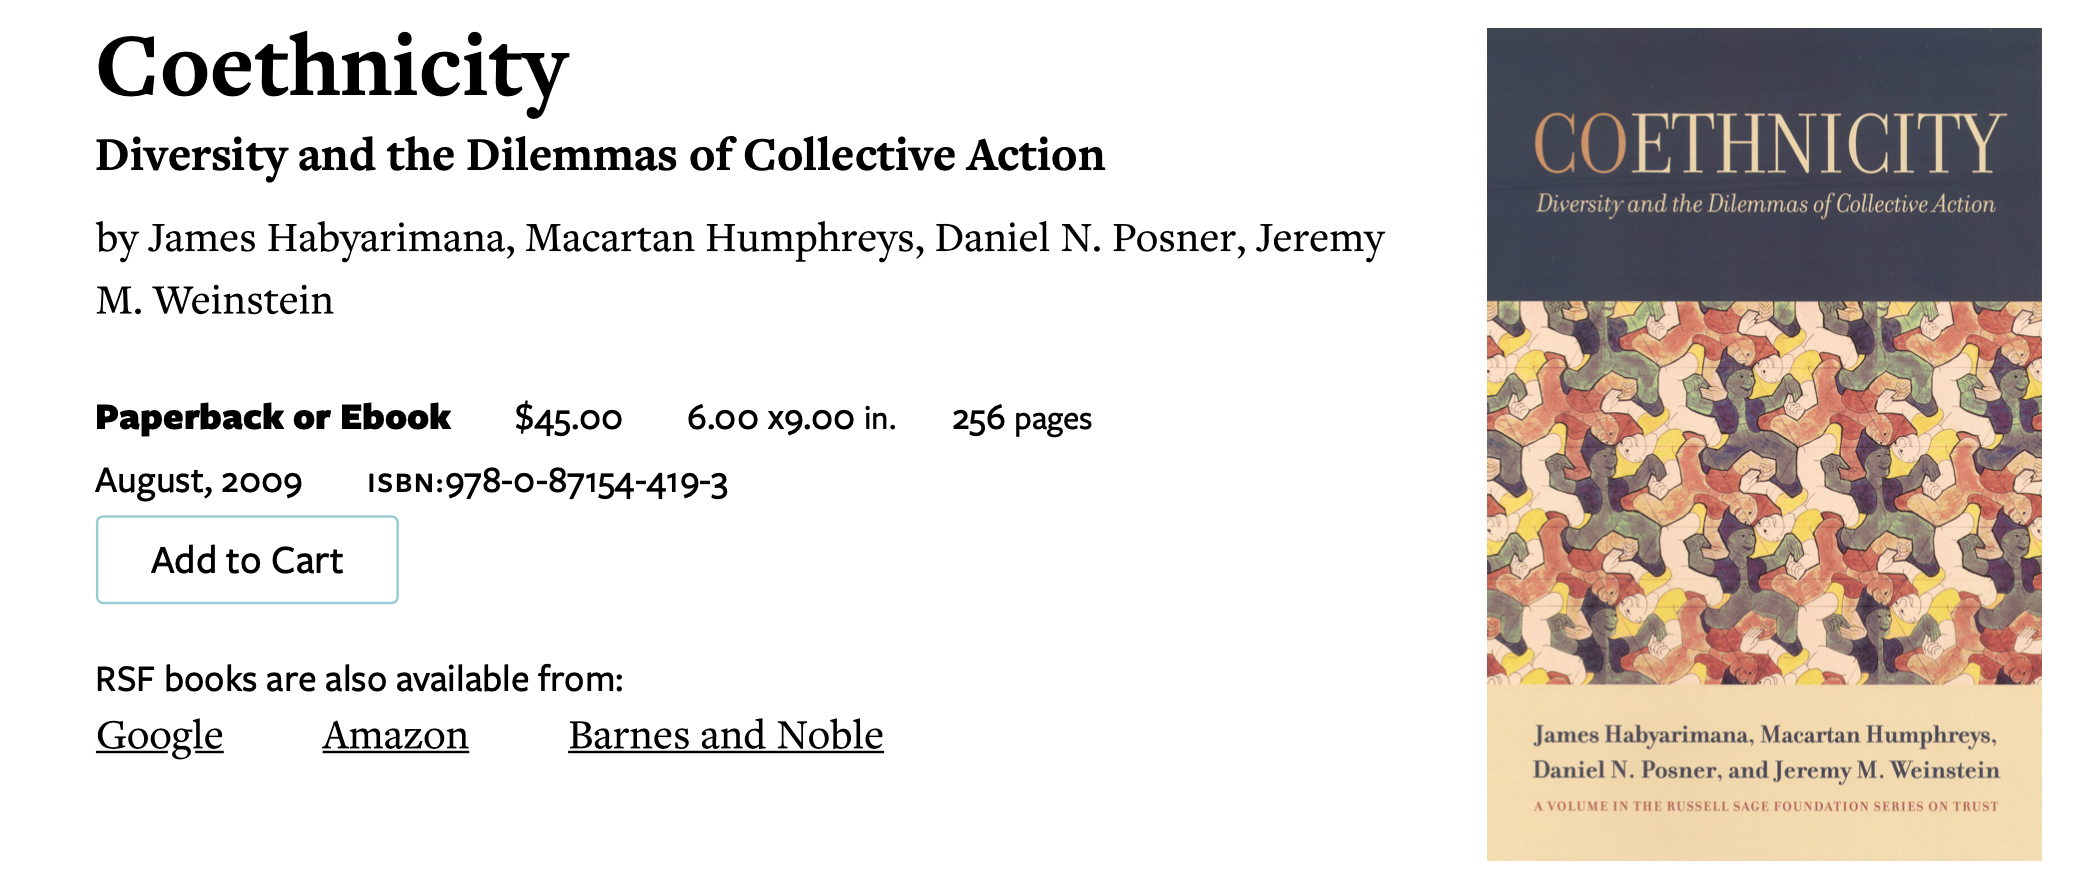 Coethnicity
Diversity and the Dilemmas of Collective Action
by James Habyarimana, Macartan Humphreys, Daniel N. Posner, Jeremy
M. Weinstein
Paperback or Ebook $45.00 6.00 x9.00 in. 256 pages
August, 2009 ISBN:978-0-87154-419-3
Add to Cart
RSF books are also available from:
Google Amazon Barnes and Noble
COETHNICITY
Diversity and the Dilemmas of Collective Action
James Habyarimana, Macartan Humphreys,
Daniel N. Posner, and Jeremy M. Weinstein
A VOLUME IN THE RUSSELL SAGE FOUNDATION SERIES ON TRUST